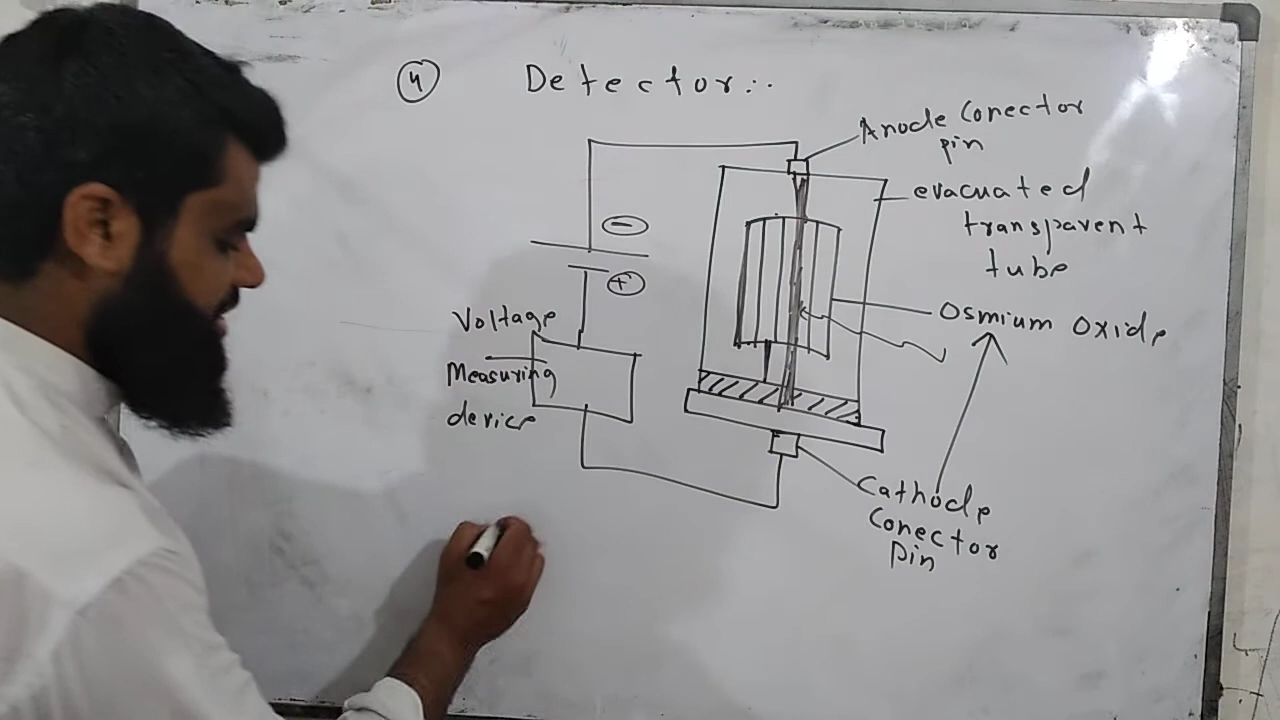 4 Detector:-
Anode Conector
pin
evacuated
transparent
tube
Osmium Oxide
−
+
Voltage
Measuring
device
Cathode
Conector
Pin